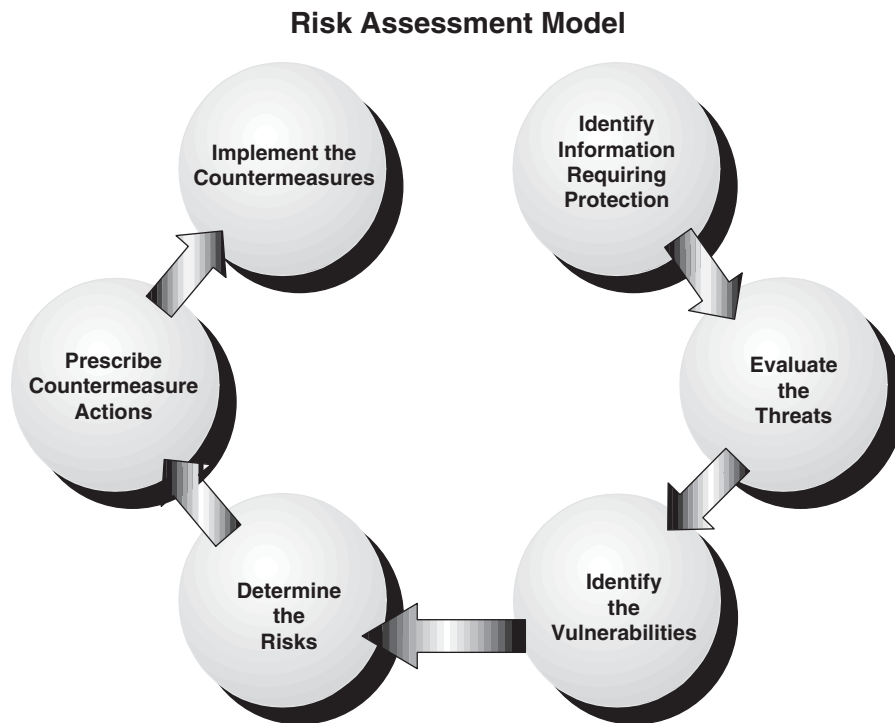 Risk Assessment Model
Identify
Information
Requiring
Protection
Evaluate
the
Threats
Identify
the
Vulnerabilities
Determine
the
Risks
Prescribe
Countermeasure
Actions
Implement the
Countermeasures